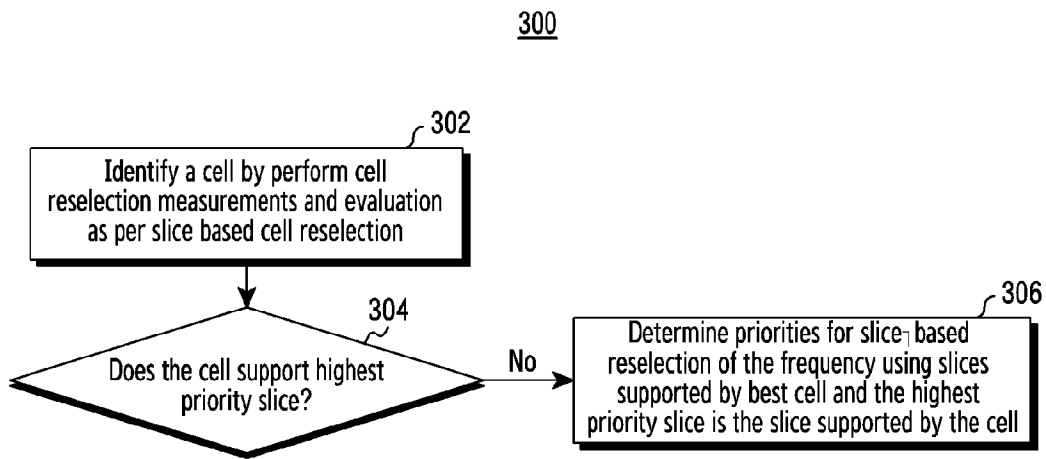 300
302
Identify a cell by perform cell
reselection measurements and evaluation
as per slice based cell reselection
304
Does the cell support highest
priority slice?
No
306
Determine priorities for slice┐based
reselection of the frequency using slices
supported by best cell and the highest
priority slice is the slice supported by the cell